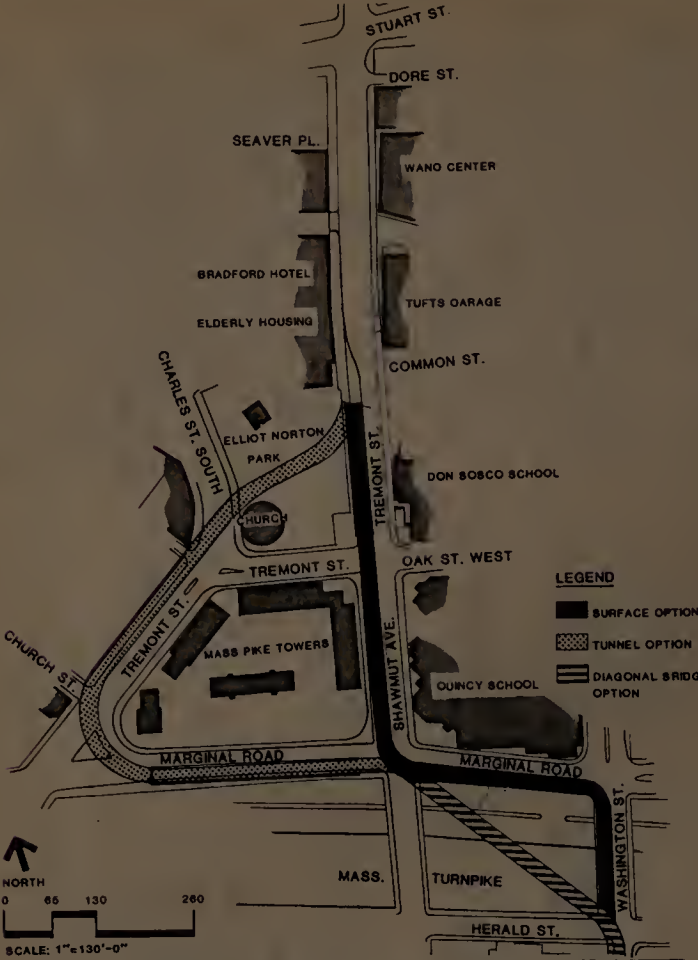 STUART ST.
DORE ST.
SEAVER PL.
WANG CENTER
BRADFORD HOTEL
TUFTS GARAGE
ELDERLY HOUSING
COMMON ST.
CHARLES ST. SOUTH
ELLIOT NORTON
PARK
TREMONT ST.
DON BOSCO SCHOOL
CHURCH
OAK ST. WEST
TREMONT ST.
LEGEND
SURFACE OPTION
TREMONT ST.
TUNNEL OPTION
CHURCH ST.
MASS PIKE TOWERS
SHAWMUT AVE.
QUINCY SCHOOL
DIAGONAL BRIDG
OPTION
MARGINAL ROAD
MARGINAL ROAD
WASHINGTON ST.
NORTH
MASS. TURNPIKE
0 65 130 260
HERALD ST.
SCALE: 1"=130'-0"